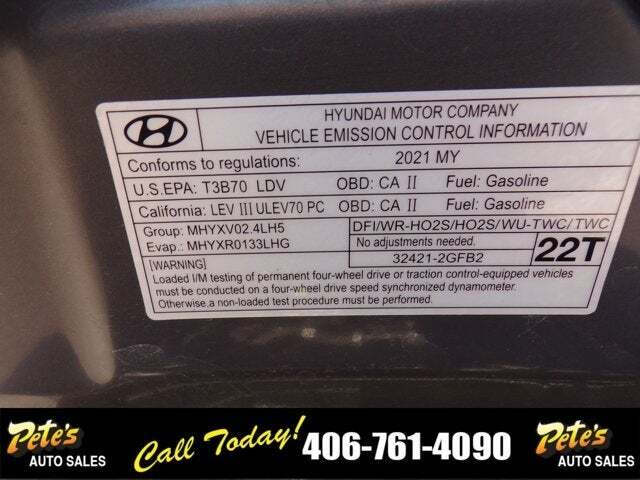 HYUNDAI MOTOR COMPANY
VEHICLE EMISSION CONTROL INFORMATION
Conforms to regulations: 2021 MY
U.S.EPA: T3B70 LDV OBD: CA II Fuel: Gasoline
California: LEV III ULEV70 PC OBD: CA II Fuel: Gasoline
Group: MHYXV02.4LH5 DFI/WR-HO2S/HO2S/WU-TWC/TWC
Evap.: MHYXR0133LHG No adjustments needed. 22T
32421-2GFB2
[WARNING]
Loaded I/M testing of permanent four-wheel drive or traction control-equipped vehicles
must be conducted on a four-wheel drive speed synchronized dynamometer.
Otherwise,a non-loaded test procedure must be performed.
Pete's AUTO SALES Call Today! 406-761-4090 Pete's AUTO SALES